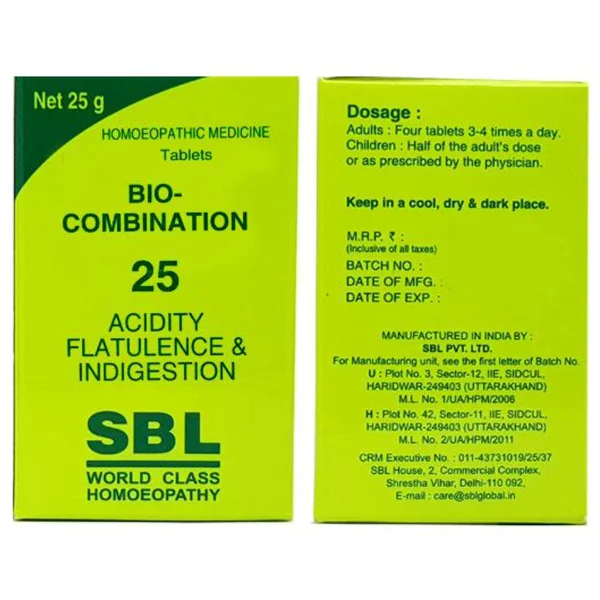 Net 25 g
HOMOEOPATHIC MEDICINE
Tablets
BIO-
COMBINATION
25
ACIDITY
FLATULENCE &
INDIGESTION
SBL
WORLD CLASS
HOMOEOPATHY
Dosage :
Adults : Four tablets 3-4 times a day.
Children : Half of the adult's dose
or as prescribed by the physician.
Keep in a cool, dry & dark place.
M.R.P. ₹ :
(Inclusive of all taxes)
BATCH NO. :
DATE OF MFG. :
DATE OF EXP. :
MANUFACTURED IN INDIA BY :
SBL PVT. LTD.
For Manufacturing unit, see the first letter of Batch No.
U : Plot No. 3, Sector-12, IIE, SIDCUL,
HARIDWAR-249403 (UTTARAKHAND)
M.L. No. 1/UA/HPM/2006
H : Plot No. 42, Sector-11, IIE, SIDCUL,
HARIDWAR-249403 (UTTARAKHAND)
M.L. No. 2/UA/HPM/2011
CRM Executive No. : 011-43731019/25/37
SBL House, 2, Commercial Complex,
Shrestha Vihar, Delhi-110 092,
E-mail : care@sblglobal.in